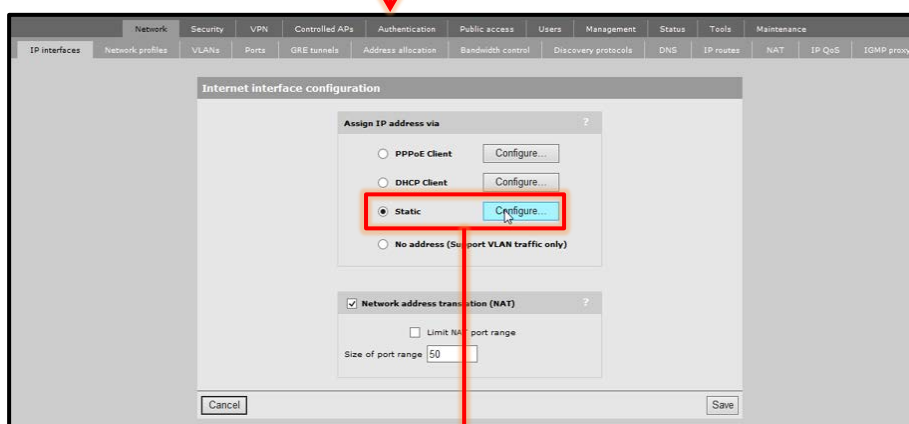 Network Security VPN Controlled APs Authentication Public access Users Management Status Tools Maintenance
IP interfaces Network profiles VLANs Ports GRE tunnels Address allocation Bandwidth control Discovery protocols DNS IP routes NAT IP QoS IGMP proxy
Internet interface configuration
Assign IP address via ?
PPPoE Client Configure...
DHCP Client Configure...
Static Configure...
No address (Support VLAN traffic only)
Network address translation (NAT) ?
Limit NAT port range
Size of port range 50
Cancel Save